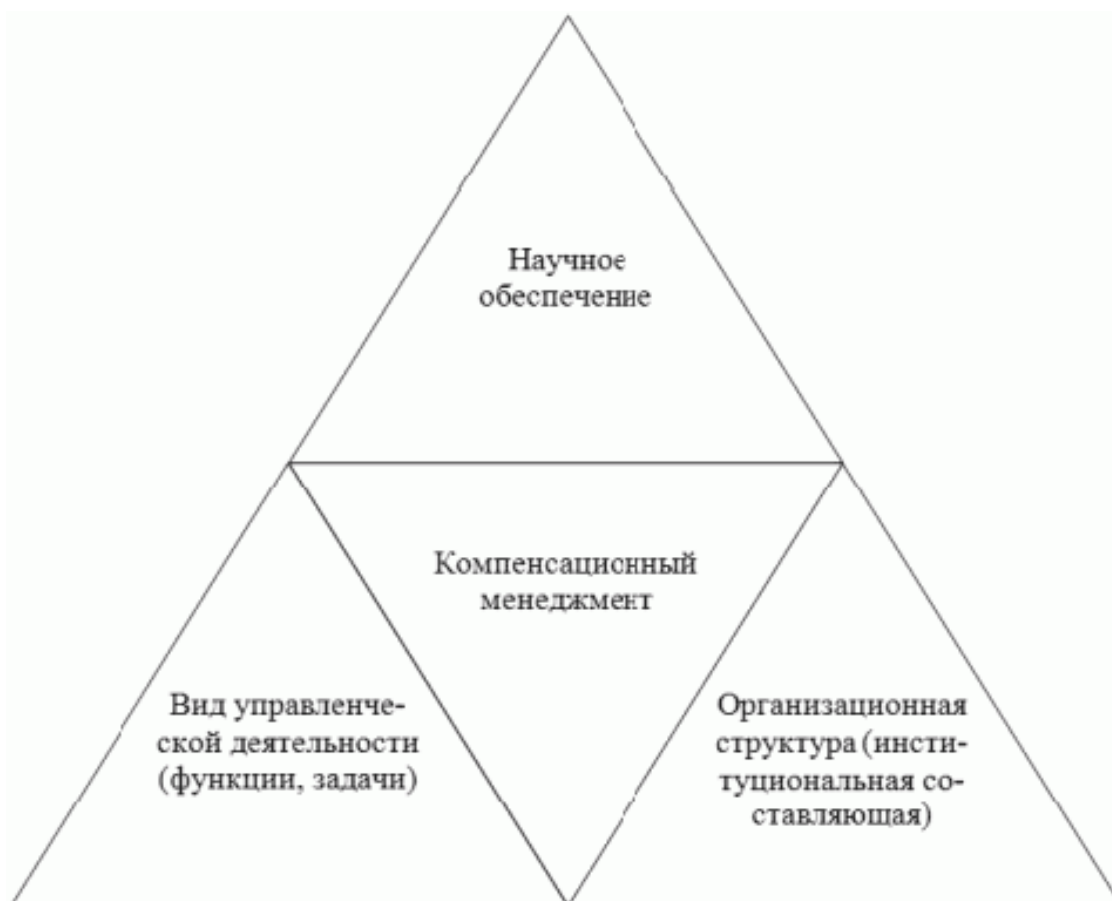 Научное
обеспечение
Компенсационный
менеджмент
Вид управленче-
ской деятельности
(функции, задачи)
Организационная
структура (инсти-
туциональная со-
ставляющая)